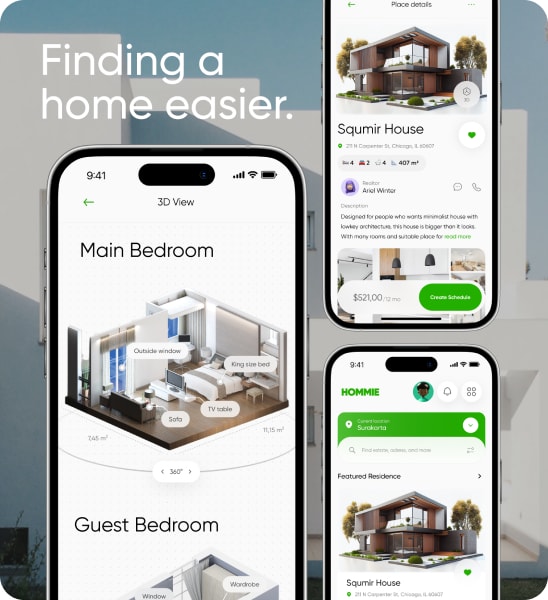 Finding a
home easier.
9:41
3D View
Main Bedroom
Outside window
King size bed
TV table
Sofa
7,45 m²
11,15 m²
360°
Guest Bedroom
Wardrobe
Window
Place details
3D
Squmir House
211 N Carpenter St, Chicago, IL 60607
4 2 4 407 m²
Realtor
Ariel Winter
Description
Designed for people who wants minimalist house with
lowkey architecture, this house is bigger than it looks.
With many rooms and suitable place for read more
$521,00 /12 mo
Create Schedule
9:41
HOMMIE
Current location
Surakarta
Find estate, adress, and more
Featured Residence
Squmir House
211 N Carpenter St, Chicago, IL 60607